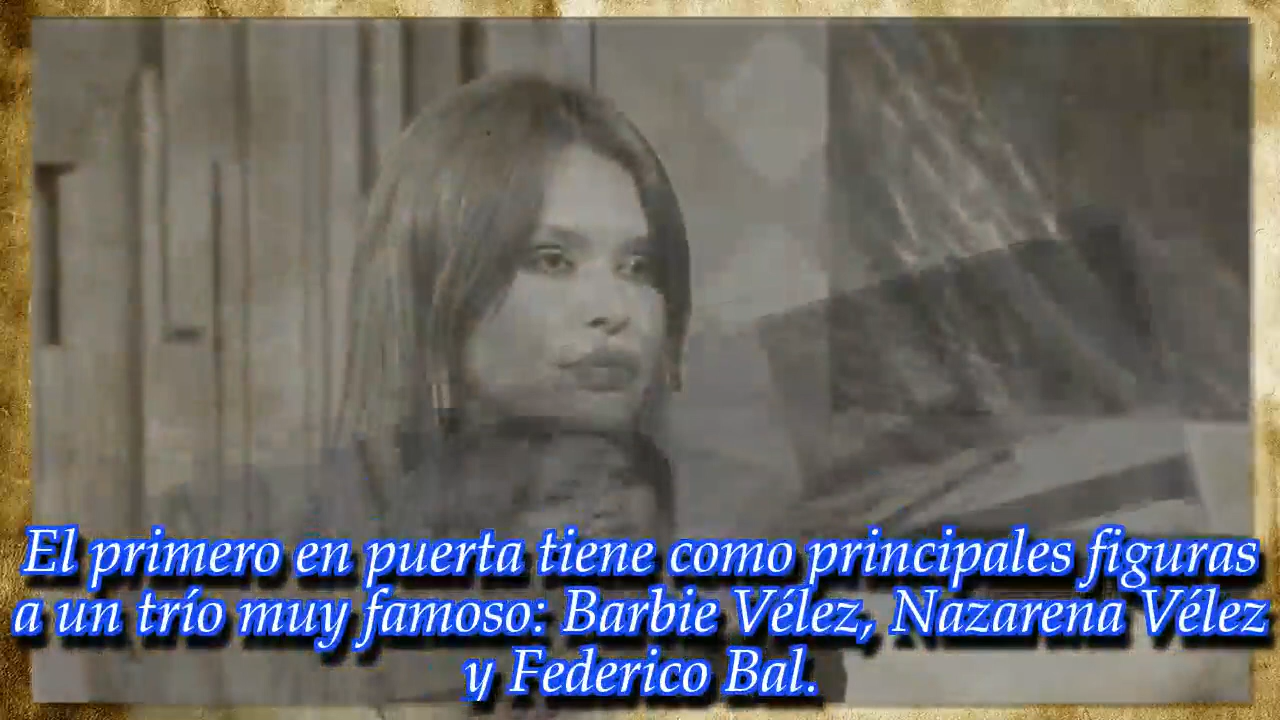 El primero en puerta tiene como principales figuras
a un trío muy famoso: Barbie Vélez, Nazarena Vélez
y Federico Bal.